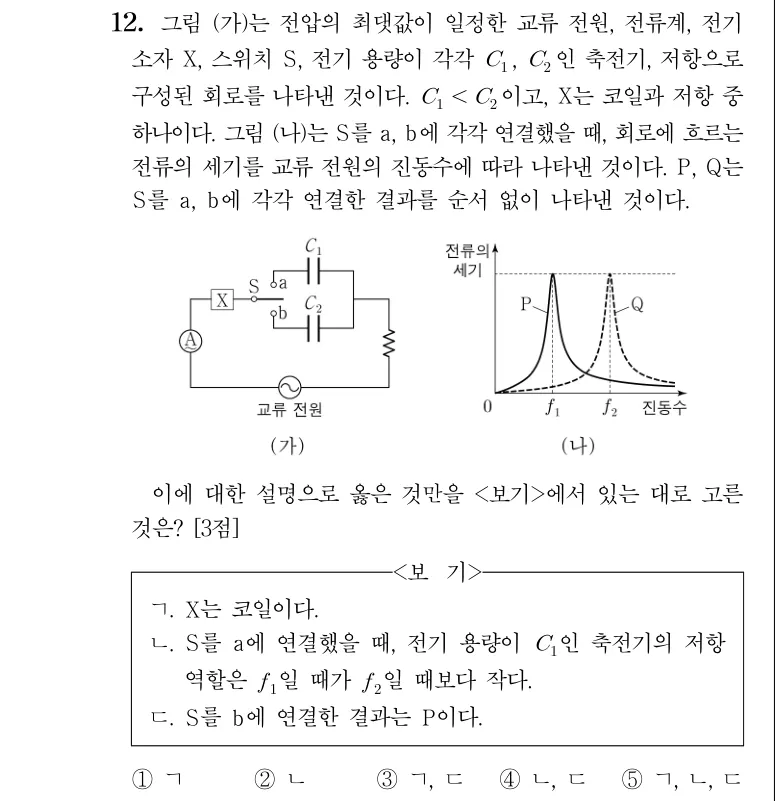 12. 그림 (가)는 전압의 최댓값이 일정한 교류 전원, 전류계, 전기
소자 X, 스위치 S, 전기 용량이 각각 C₁, C₂인 축전기, 저항으로
구성된 회로를 나타낸 것이다. C₁ < C₂이고, X는 코일과 저항 중
하나이다. 그림 (나)는 S를 a, b에 각각 연결했을 때, 회로에 흐르는
전류의 세기를 교류 전원의 진동수에 따라 나타낸 것이다. P, Q는
S를 a, b에 각각 연결한 결과를 순서 없이 나타낸 것이다.
C₁
S a
X
b C₂
A
교류 전원
(가)
전류의
세기
P Q
0 f₁ f₂ 진동수
(나)
이에 대한 설명으로 옳은 것만을 <보기>에서 있는 대로 고른
것은? [3점]
<보 기>
ㄱ. X는 코일이다.
ㄴ. S를 a에 연결했을 때, 전기 용량이 C₁인 축전기의 저항
역할은 f₁일 때가 f₂일 때보다 작다.
ㄷ. S를 b에 연결한 결과는 P이다.
① ㄱ ② ㄴ ③ ㄱ, ㄷ ④ ㄴ, ㄷ ⑤ ㄱ, ㄴ, ㄷ